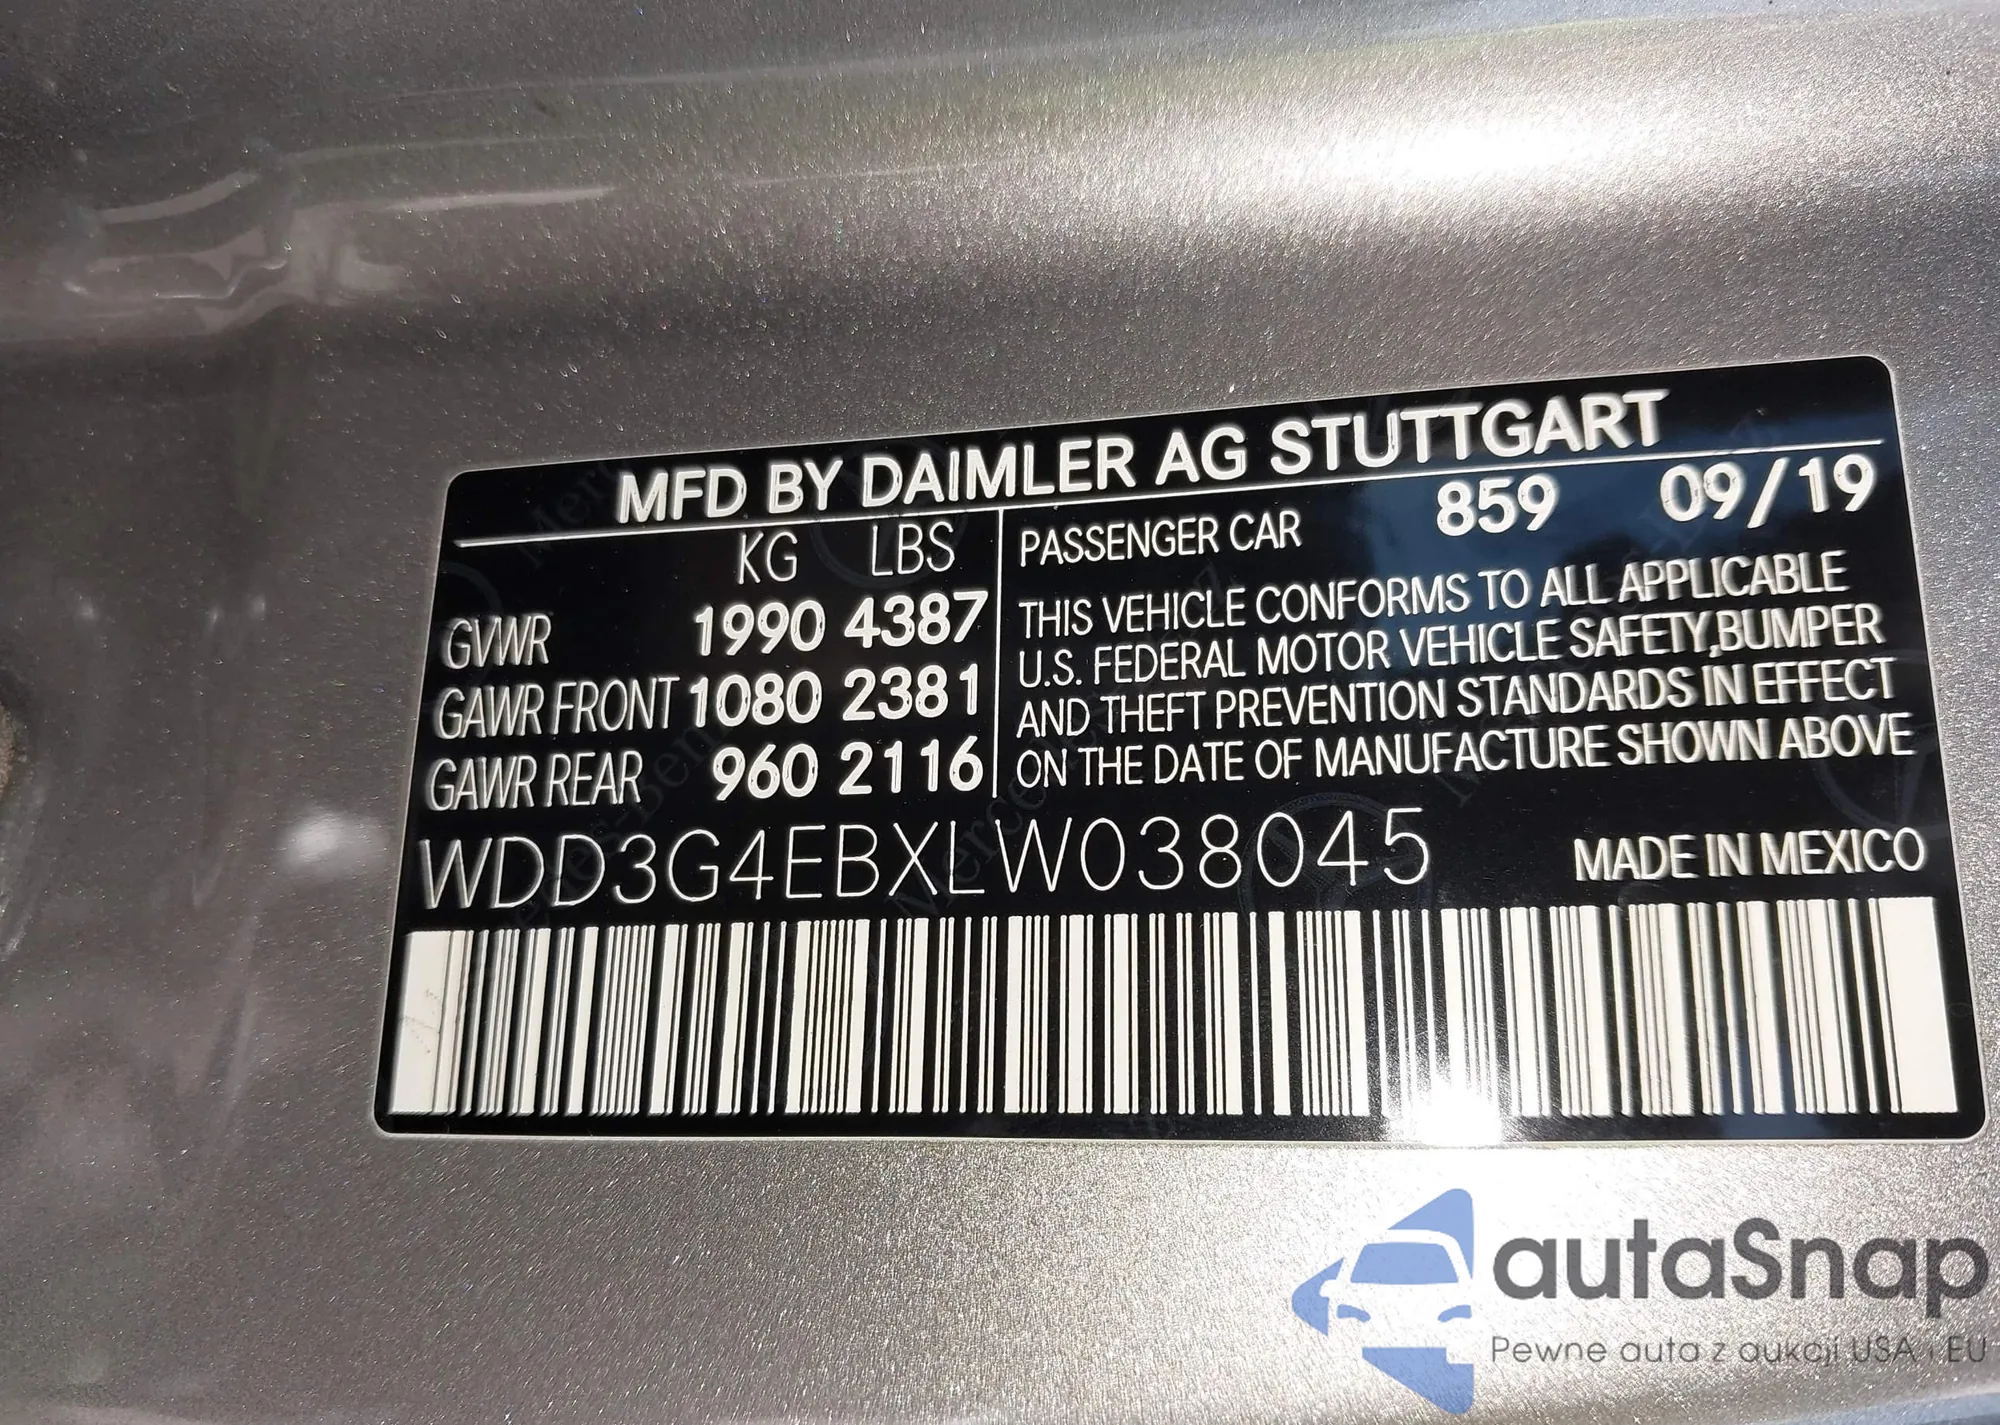 MFD BY DAIMLER AG STUTTGART
KG LBS
GVWR 1990 4387
GAWR FRONT 1080 2381
GAWR REAR 960 2116
PASSENGER CAR 859 09/19
THIS VEHICLE CONFORMS TO ALL APPLICABLE
U.S. FEDERAL MOTOR VEHICLE SAFETY,BUMPER
AND THEFT PREVENTION STANDARDS IN EFFECT
ON THE DATE OF MANUFACTURE SHOWN ABOVE
WDD3G4EBXLW038045 MADE IN MEXICO
autaSnap
Pewne auta z aukcji USA i EU